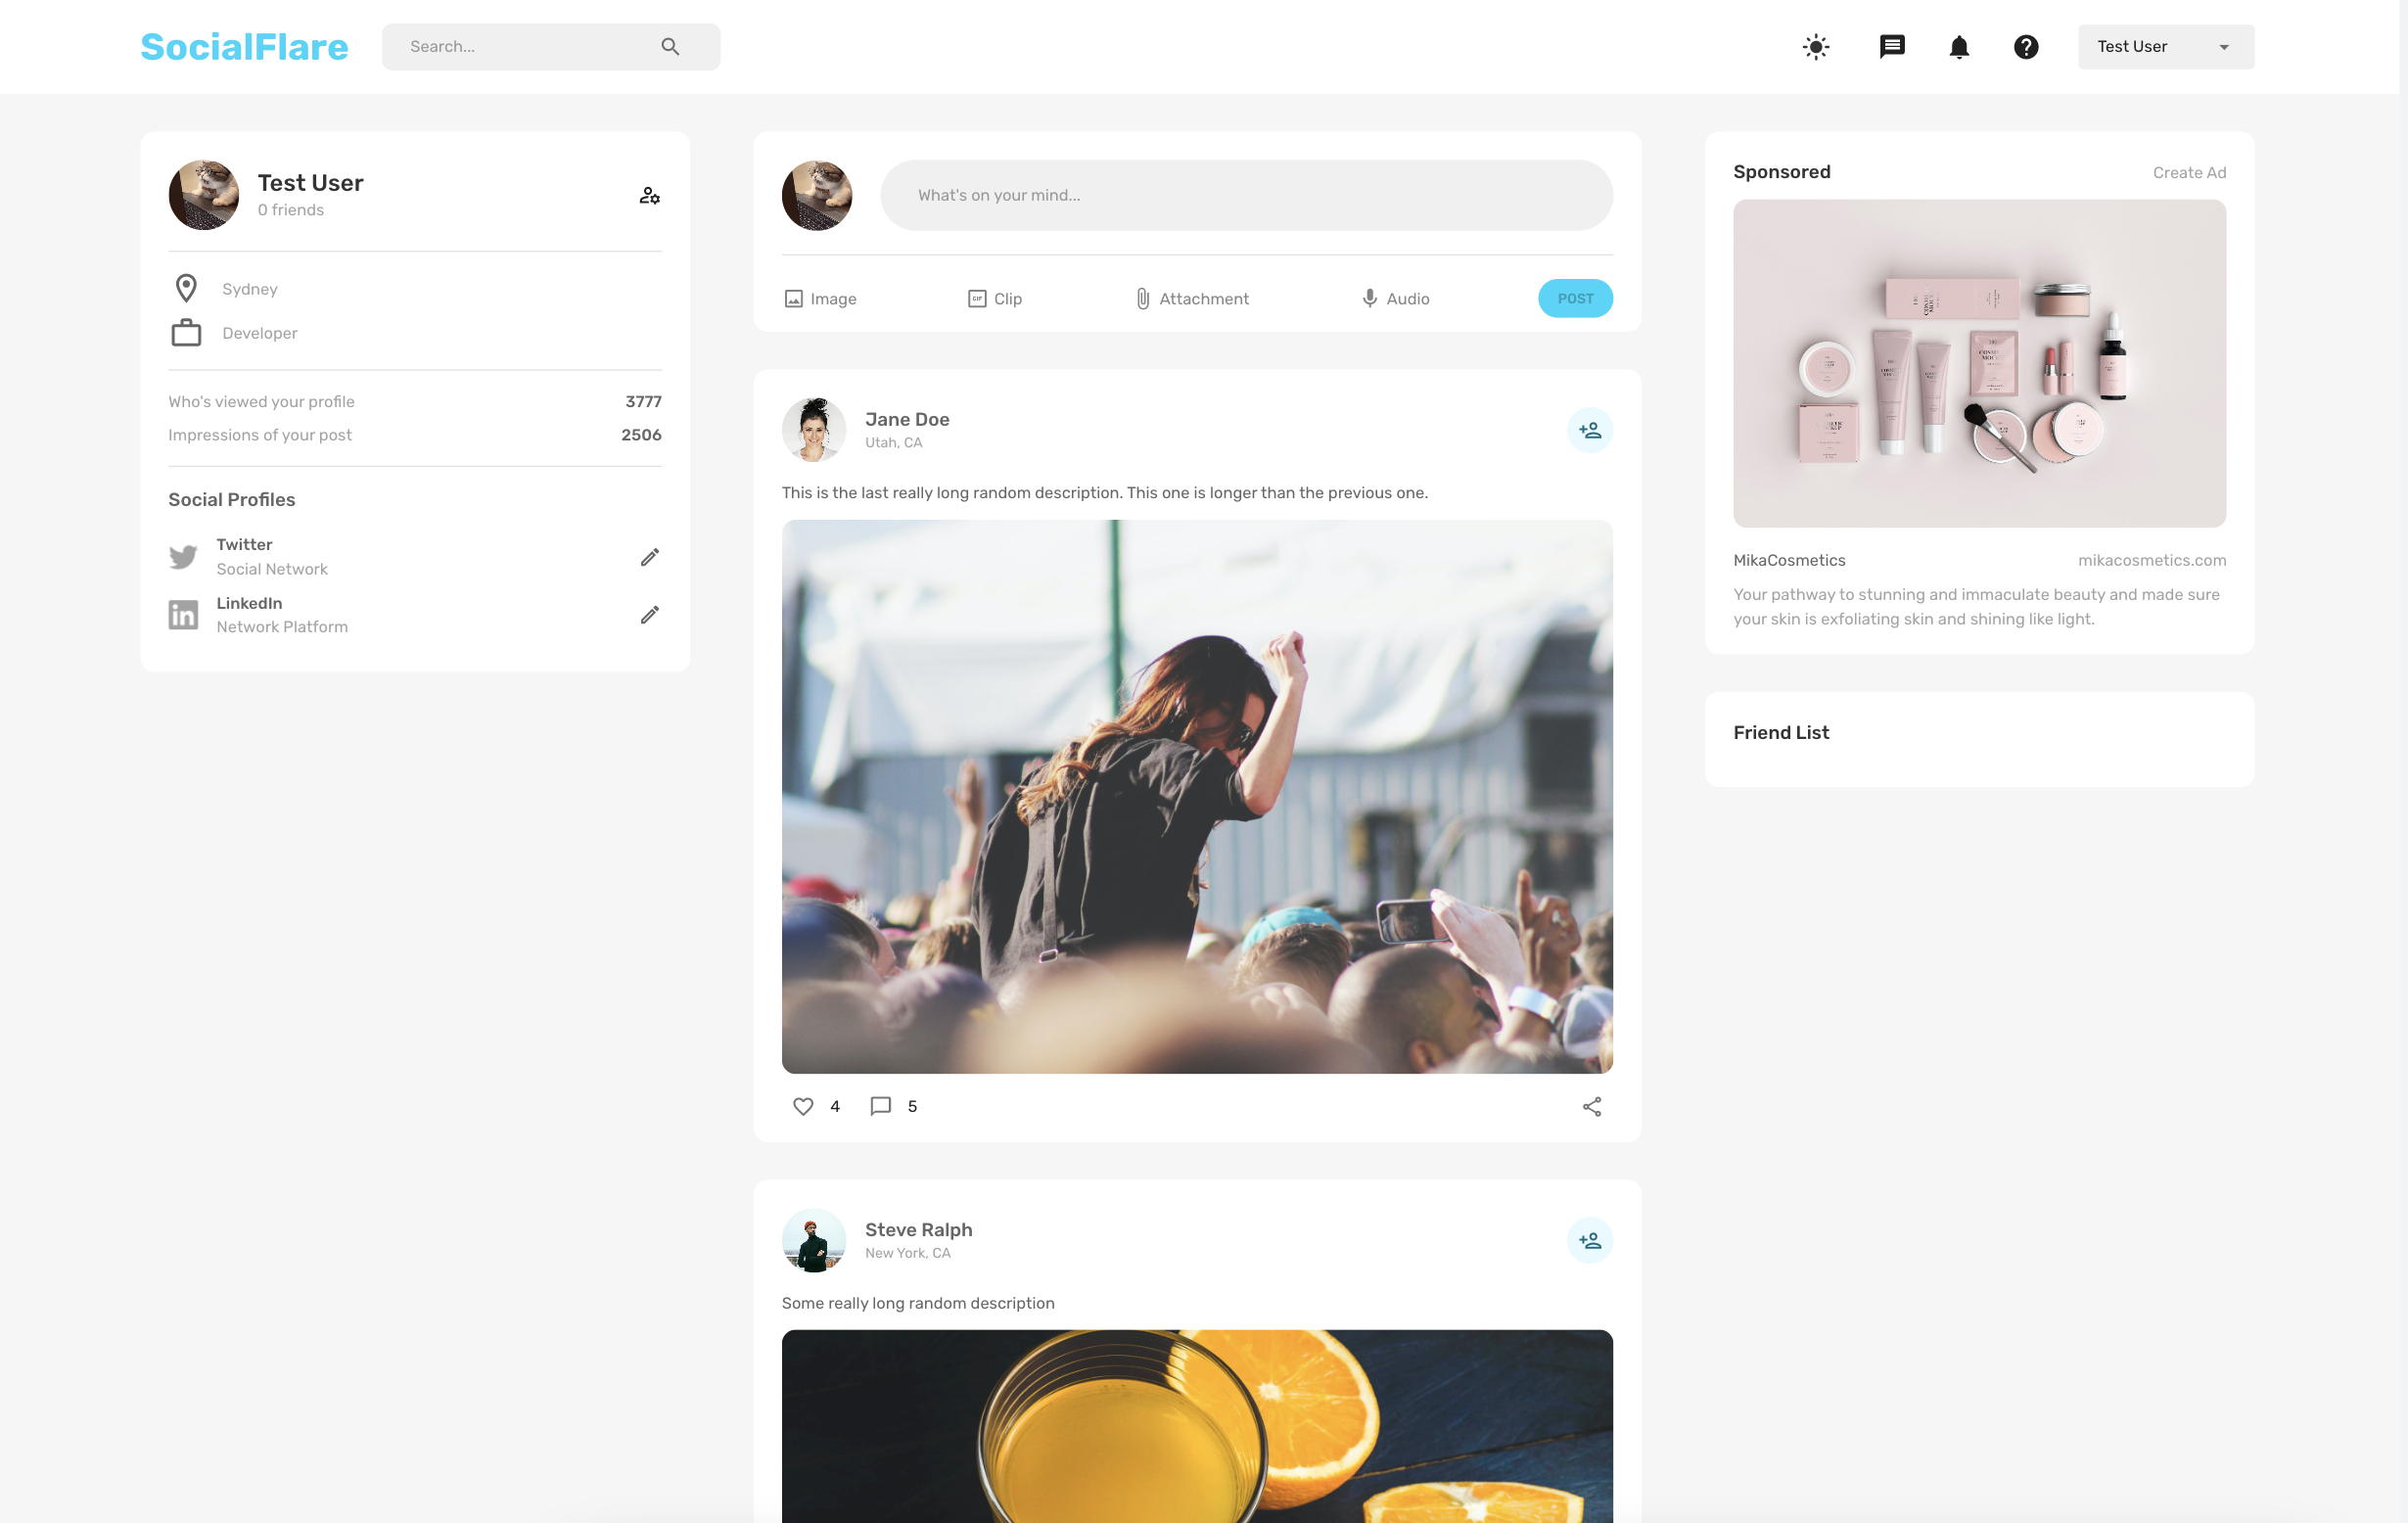 SocialFlare
Search...
Test User
Test User
0 friends
Sydney
Developer
Who's viewed your profile 3777
Impressions of your post 2506
Social Profiles
Twitter
Social Network
LinkedIn
Network Platform
What's on your mind...
Image Clip Attachment Audio POST
Jane Doe
Utah, CA
This is the last really long random description. This one is longer than the previous one.
4 5
Steve Ralph
New York, CA
Some really long random description
Sponsored Create Ad
MikaCosmetics mikacosmetics.com
Your pathway to stunning and immaculate beauty and made sure
your skin is exfoliating skin and shining like light.
Friend List